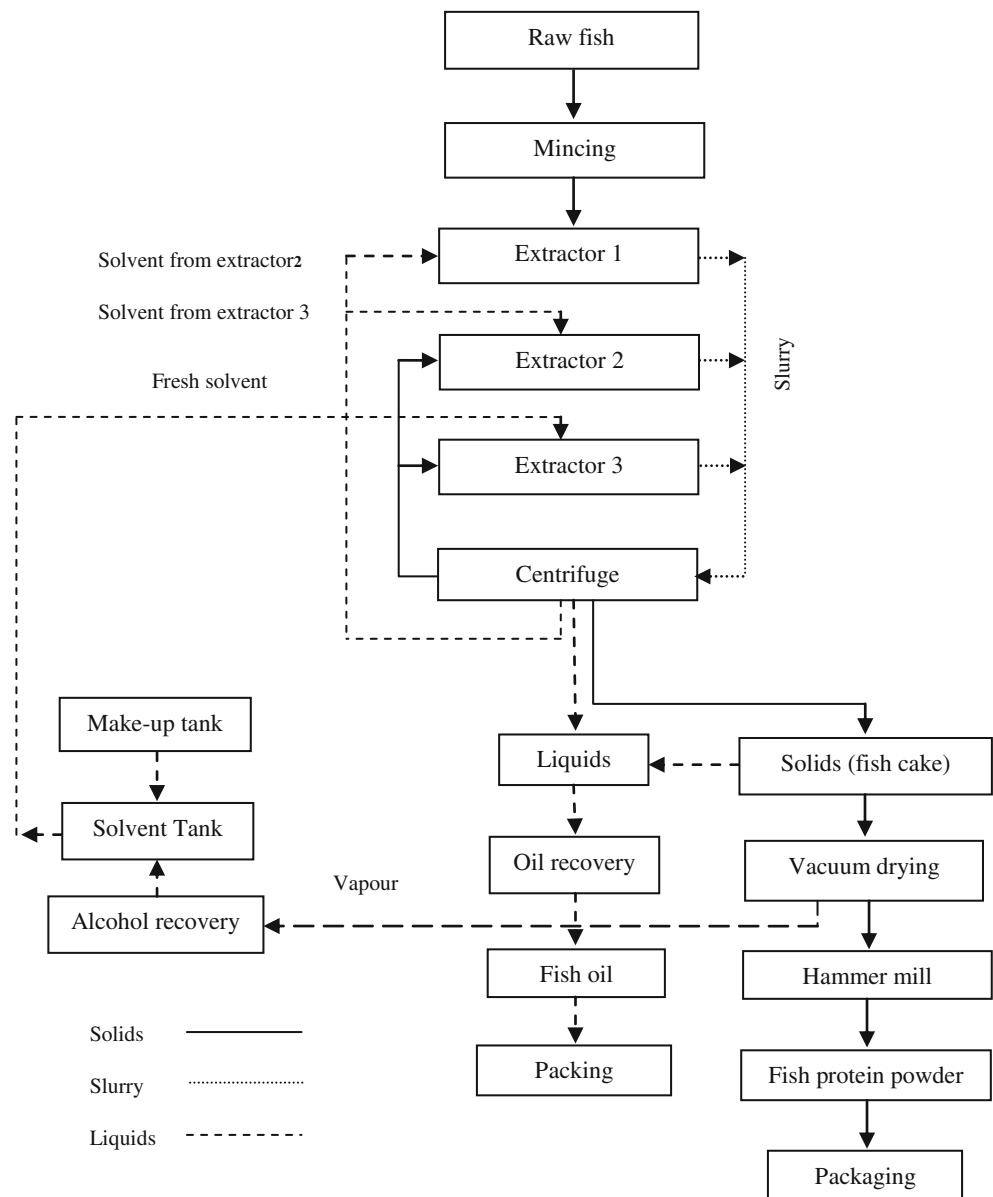 Raw fish
Mincing
Solvent from extractor2
Extractor 1
Solvent from extractor 3
Extractor 2
Slurry
Fresh solvent
Extractor 3
Centrifuge
Make-up tank
Liquids
Solids (fish cake)
Solvent Tank
Oil recovery
Vacuum drying
Vapour
Alcohol recovery
Fish oil
Hammer mill
Solids
Packing
Fish protein powder
Slurry
Liquids
Packaging